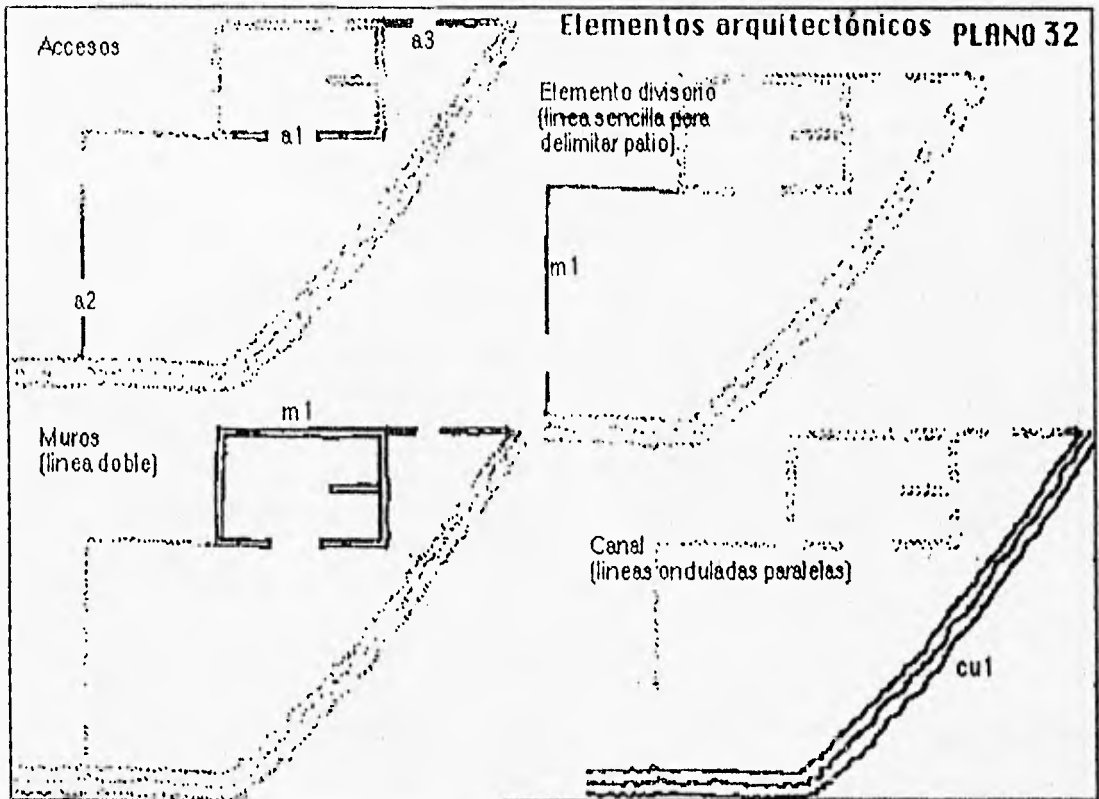 Elementos arquitectónicos PLANO 32
Accesos
a3
a1
a2
Elemento divisorio
(linea sencilla para
delimitar patio)
m1
m1
Muros
(linea doble)
Canal
(lineas onduladas paralelas)
cu1